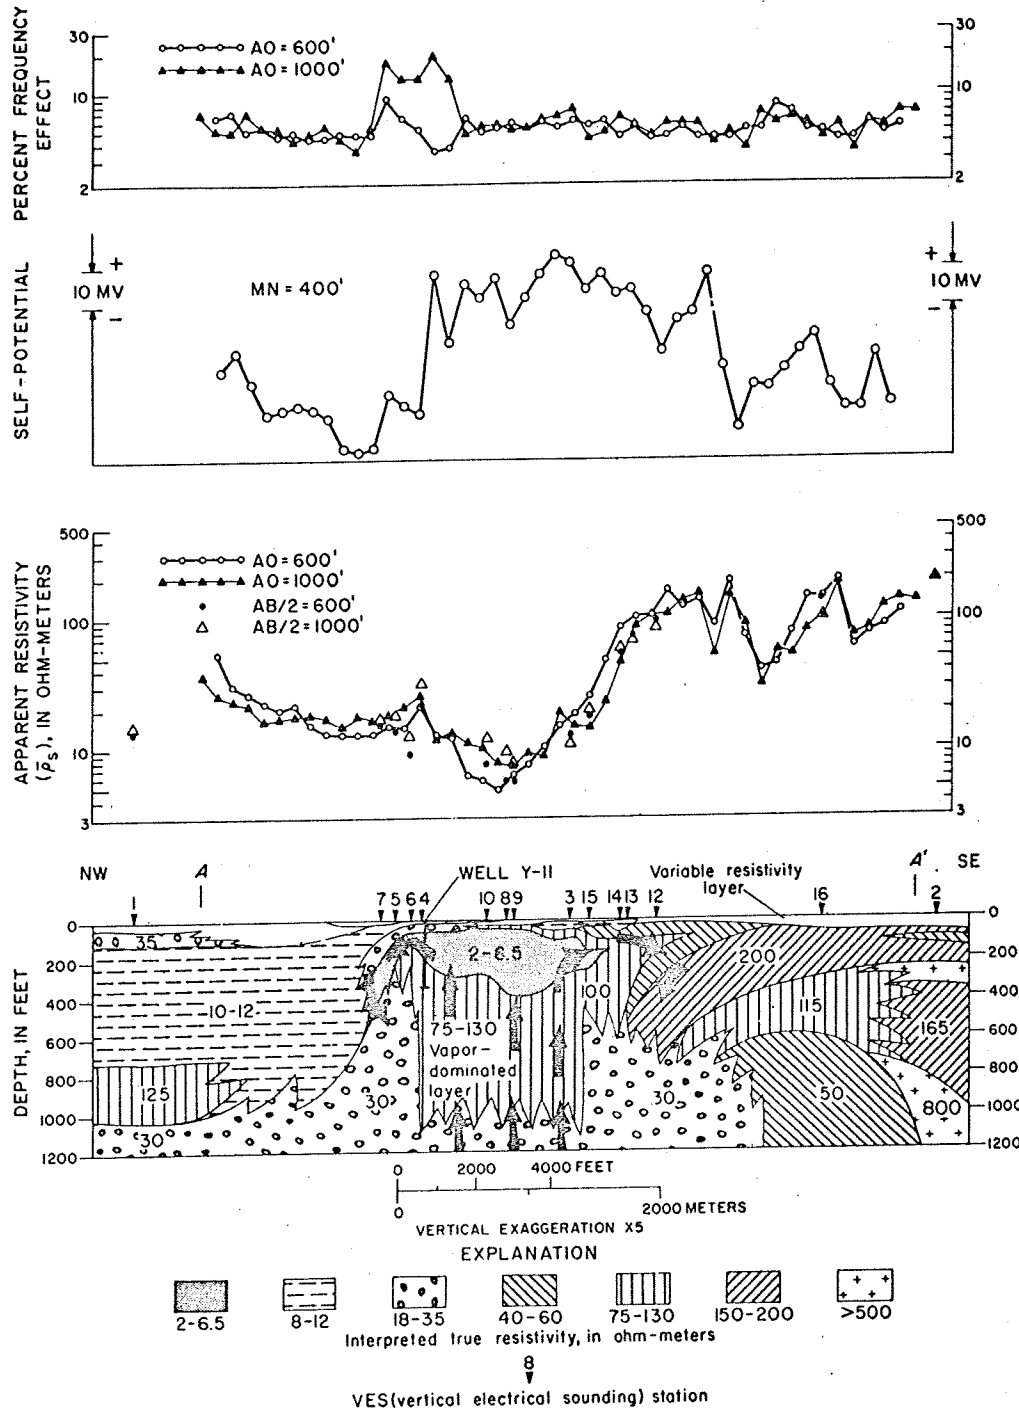 PERCENT FREQUENCY
EFFECT
30
10
5
2
AO = 600'
AO = 1000'
30
10
5
2
SELF-POTENTIAL
+
10 MV
−
MN = 400'
+
10 MV
−
APPARENT RESISTIVITY
(ρ̄s), IN OHM-METERS
500
100
10
3
AO = 600'
AO = 1000'
AB/2 = 600'
AB/2 = 1000'
500
100
10
3
NW
A
WELL Y-11
Variable resistivity
layer
A'
SE
1
7
5
6
4
10
8
9
3
15
14
13
12
16
2
DEPTH, IN FEET
0
200
400
600
800
1000
1200
0
200
400
600
800
1000
1200
35
10-12
125
30
30
2-6.5
75-130
Vapor-
dominated
layer
100
30
200
115
50
165
800
0 2000 4000 FEET
0 2000 METERS
VERTICAL EXAGGERATION X5
EXPLANATION
2-6.5
8-12
18-35
40-60
75-130
150-200
>500
Interpreted true resistivity, in ohm-meters
8
VES (vertical electrical sounding) station